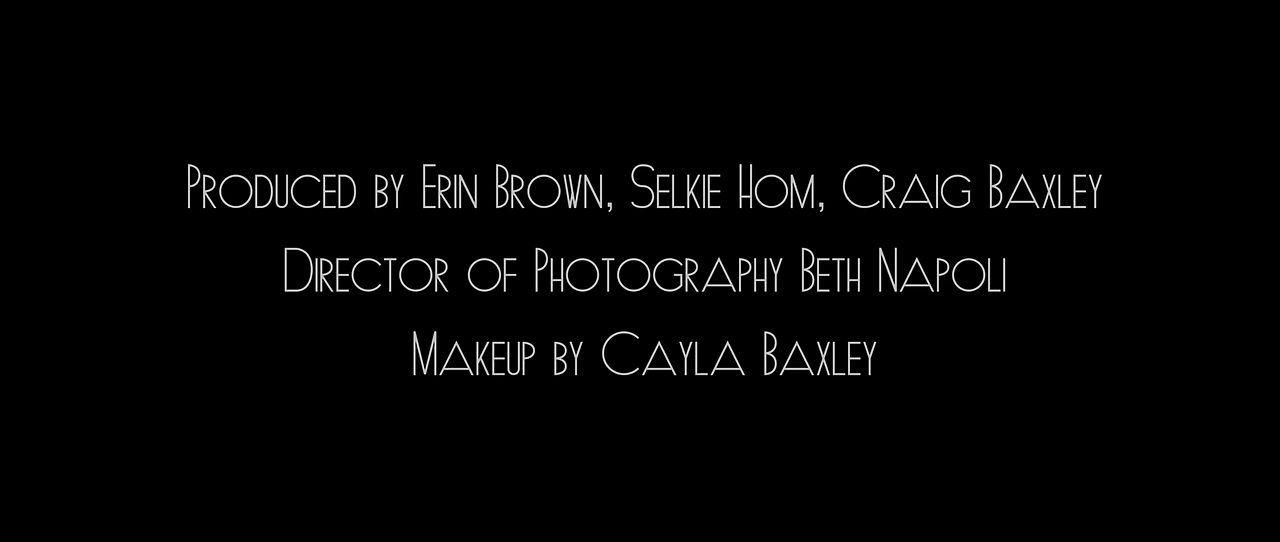 Produced by Erin Brown, Selkie Hom, Craig Baxley
Director of Photography Beth Napoli
Makeup by Cayla Baxley